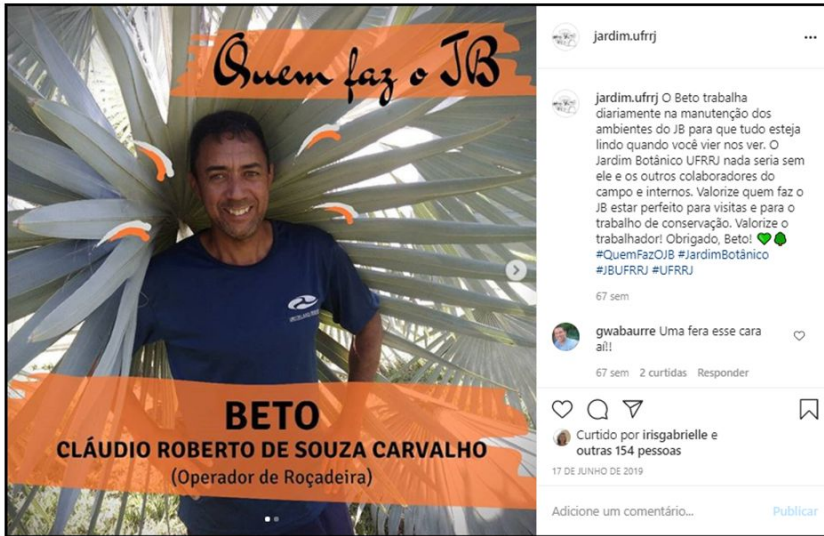 Quem faz o JB
BETO
CLÁUDIO ROBERTO DE SOUZA CARVALHO
(Operador de Roçadeira)
jardim.ufrrj
jardim.ufrrj O Beto trabalha
diariamente na manutenção dos
ambientes do JB para que tudo esteja
lindo quando você vier nos ver. O
Jardim Botânico UFRRJ nada seria sem
ele e os outros colaboradores do
campo e internos. Valorize quem faz o
JB estar perfeito para visitas e para o
trabalho de conservação. Valorize o
trabalhador! Obrigado, Beto! 💚🌳
#QuemFazOJB #JardimBotânico
#JBUFRRJ #UFRRJ
67 sem
gwabaurre Uma fera esse cara
aí!!
67 sem 2 curtidas Responder
Curtido por irisgabrielle e
outras 154 pessoas
17 DE JUNHO DE 2019
Adicione um comentário... Publicar